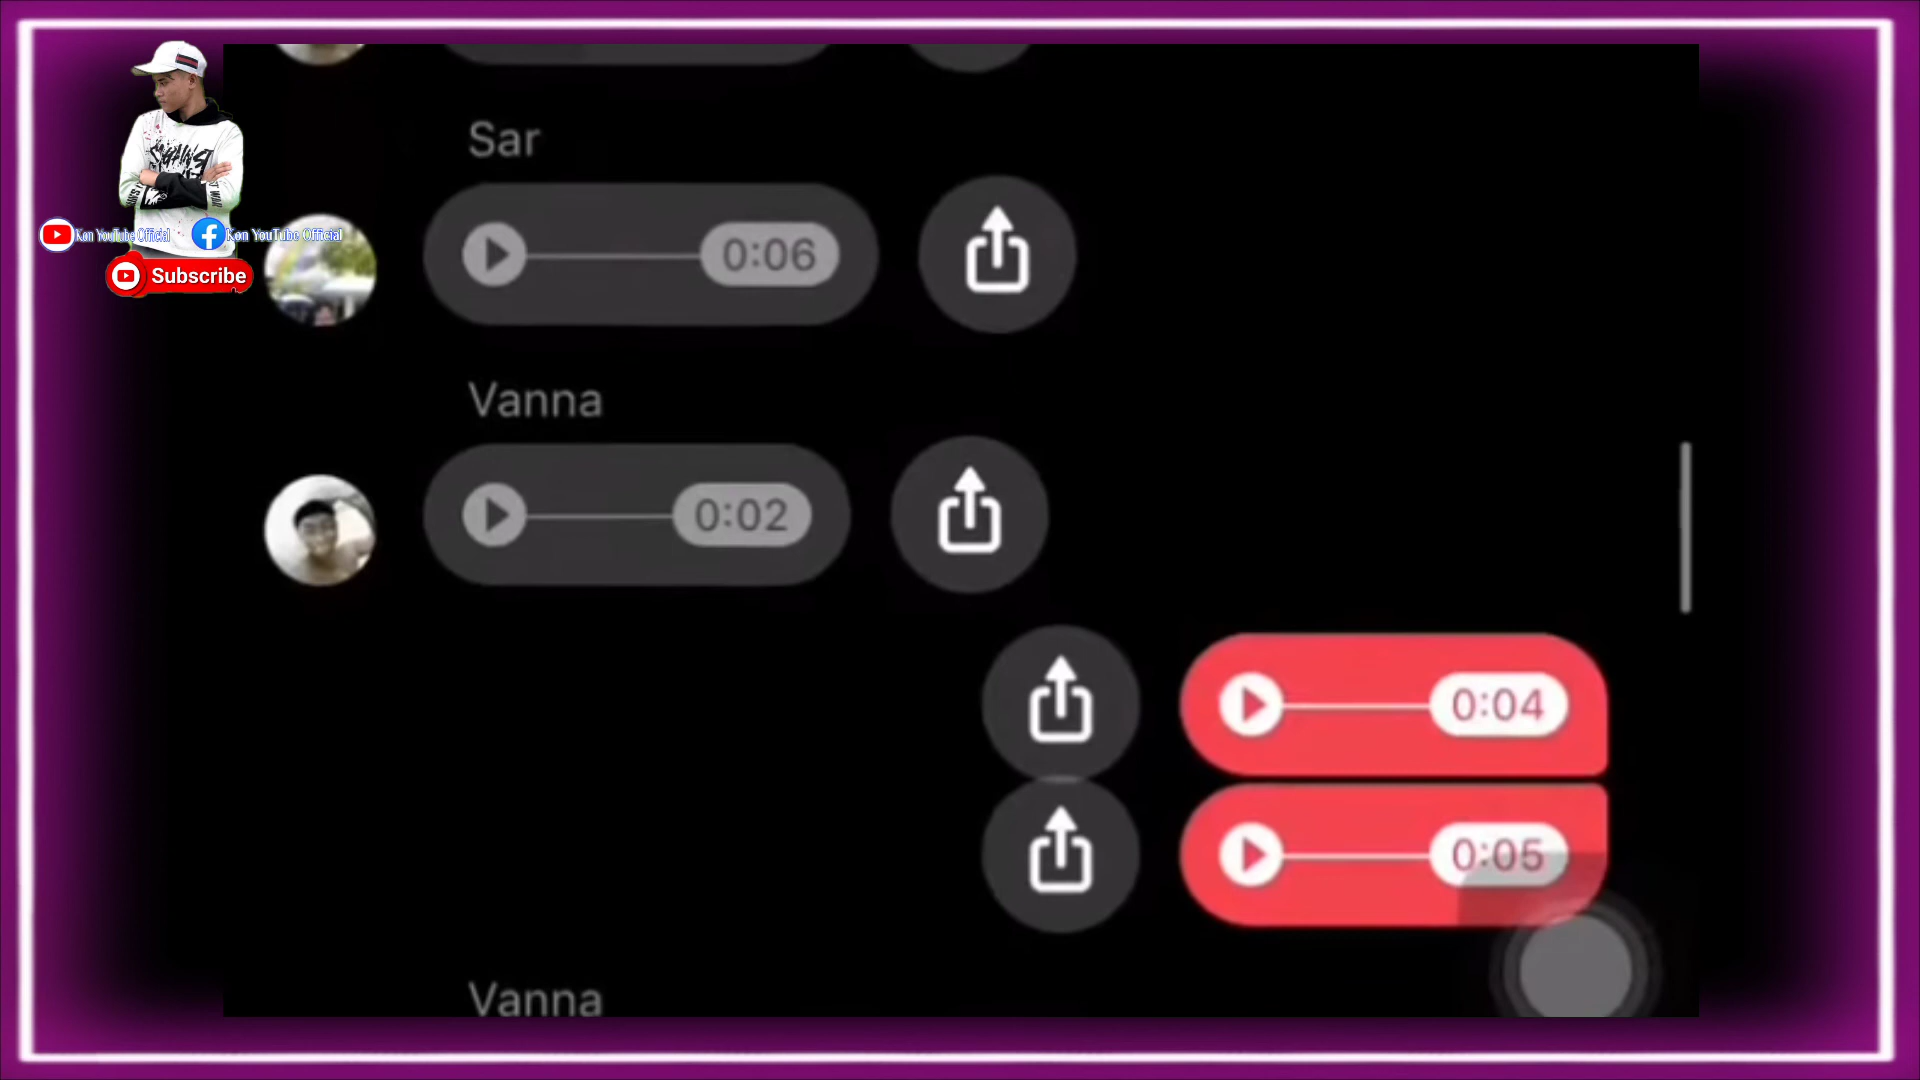 Sar
0:06
Kon YouTube Official
Kon YouTube Official
Subscribe
Vanna
0:02
0:04
0:05
Vanna